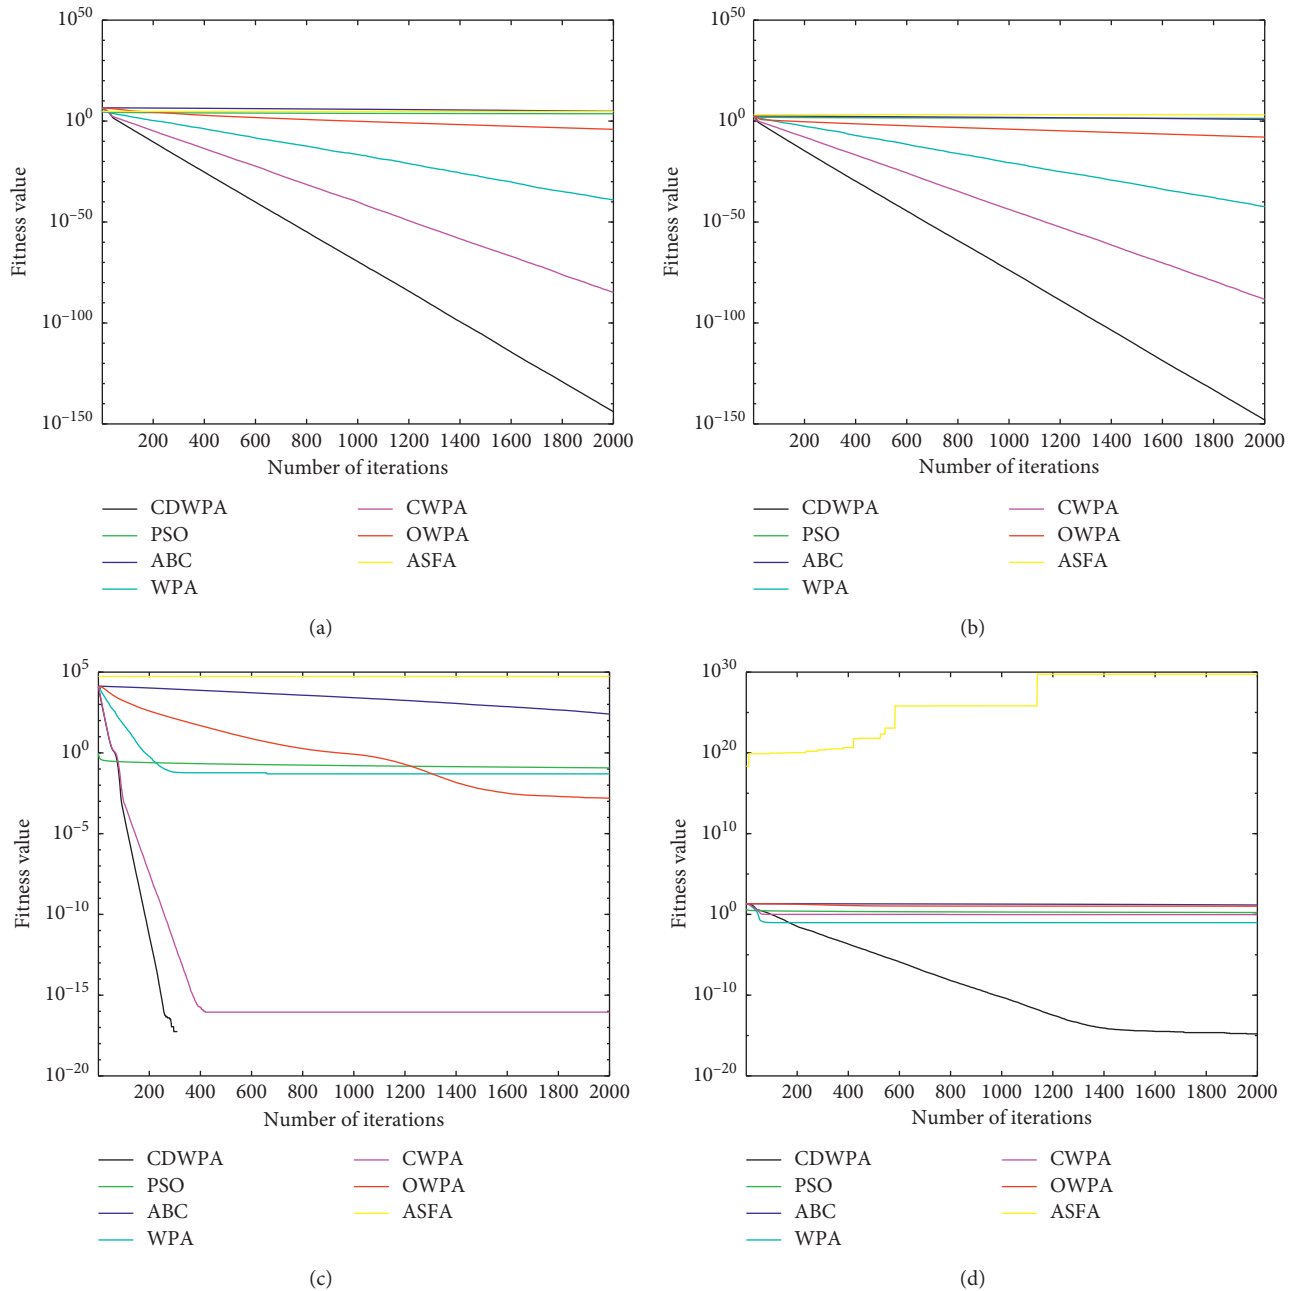 10^50
10^0
10^−50
10^−100
10^−150
Fitness value
200 400 600 800 1000 1200 1400 1600 1800 2000
Number of iterations
CDWPA
PSO
ABC
WPA
CWPA
OWPA
ASFA
(a)
10^50
10^0
10^−50
10^−100
10^−150
Fitness value
200 400 600 800 1000 1200 1400 1600 1800 2000
Number of iterations
CDWPA
PSO
ABC
WPA
CWPA
OWPA
ASFA
(b)
10^5
10^0
10^−5
10^−10
10^−15
10^−20
Fitness value
200 400 600 800 1000 1200 1400 1600 1800 2000
Number of iterations
CDWPA
PSO
ABC
WPA
CWPA
OWPA
ASFA
(c)
10^30
10^20
10^10
10^0
10^−10
10^−20
Fitness value
200 400 600 800 1000 1200 1400 1600 1800 2000
Number of iterations
CDWPA
PSO
ABC
WPA
CWPA
OWPA
ASFA
(d)